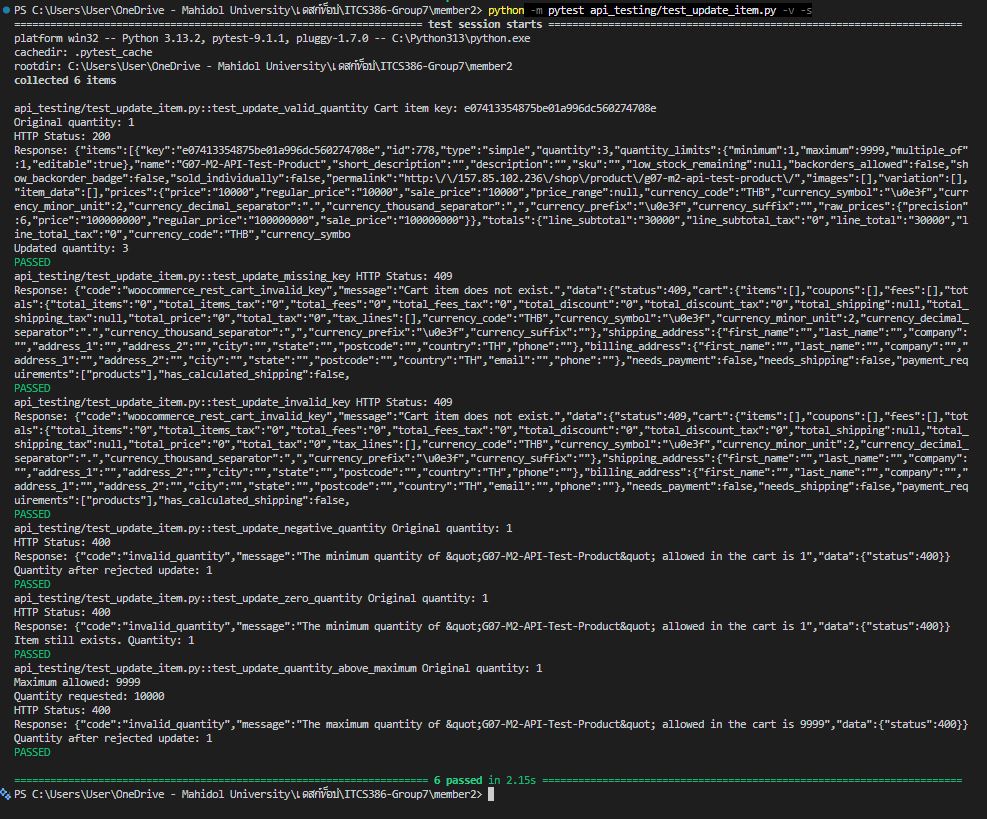 PS C:\Users\User\OneDrive - Mahidol University\เดสก์ท็อป\ITCS386-Group7\member2> python -m pytest api_testing/test_update_item.py -v -s
============================= test session starts =============================
platform win32 -- Python 3.13.2, pytest-9.1.1, pluggy-1.7.0 -- C:\Python313\python.exe
cachedir: .pytest_cache
rootdir: C:\Users\User\OneDrive - Mahidol University\เดสก์ท็อป\ITCS386-Group7\member2
collected 6 items

api_testing/test_update_item.py::test_update_valid_quantity Cart item key: e07413354875be01a996dc560274708e
Original quantity: 1
HTTP Status: 200
Response: {"items":[{"key":"e07413354875be01a996dc560274708e","id":778,"type":"simple","quantity":3,"quantity_limits":{"minimum":1,"maximum":9999,"multiple_of"
:1,"editable":true},"name":"G07-M2-API-Test-Product","short_description":"","description":"","sku":"","low_stock_remaining":null,"backorders_allowed":false,"sh
ow_backorder_badge":false,"sold_individually":false,"permalink":"http:\/\/157.85.102.236\/shop\/product\/g07-m2-api-test-product\/","images":[],"variation":[],
"item_data":[],"prices":{"price":"10000","regular_price":"10000","sale_price":"10000","price_range":null,"currency_code":"THB","currency_symbol":"\u0e3f","curr
ency_minor_unit":2,"currency_decimal_separator":".","currency_thousand_separator":",","currency_prefix":"\u0e3f","currency_suffix":"","raw_prices":{"precision"
:6,"price":"100000000","regular_price":"100000000","sale_price":"100000000"}},"totals":{"line_subtotal":"30000","line_subtotal_tax":"0","line_total":"30000","l
ine_total_tax":"0","currency_code":"THB","currency_symbo
Updated quantity: 3
PASSED
api_testing/test_update_item.py::test_update_missing_key HTTP Status: 409
Response: {"code":"woocommerce_rest_cart_invalid_key","message":"Cart item does not exist.","data":{"status":409,"cart":{"items":[],"coupons":[],"fees":[],"tot
als":{"total_items":"0","total_items_tax":"0","total_fees":"0","total_fees_tax":"0","total_discount":"0","total_discount_tax":"0","total_shipping":null,"total_
shipping_tax":null,"total_price":"0","total_tax":"0","tax_lines":[],"currency_code":"THB","currency_symbol":"\u0e3f","currency_minor_unit":2,"currency_decimal_
separator":".","currency_thousand_separator":",","currency_prefix":"\u0e3f","currency_suffix":""},"shipping_address":{"first_name":"","last_name":"","company":
"","address_1":"","address_2":"","city":"","state":"","postcode":"","country":"TH","phone":""},"billing_address":{"first_name":"","last_name":"","company":"","
address_1":"","address_2":"","city":"","state":"","postcode":"","country":"TH","email":"","phone":""},"needs_payment":false,"needs_shipping":false,"payment_req
uirements":["products"],"has_calculated_shipping":false,
PASSED
api_testing/test_update_item.py::test_update_invalid_key HTTP Status: 409
Response: {"code":"woocommerce_rest_cart_invalid_key","message":"Cart item does not exist.","data":{"status":409,"cart":{"items":[],"coupons":[],"fees":[],"tot
als":{"total_items":"0","total_items_tax":"0","total_fees":"0","total_fees_tax":"0","total_discount":"0","total_discount_tax":"0","total_shipping":null,"total_
shipping_tax":null,"total_price":"0","total_tax":"0","tax_lines":[],"currency_code":"THB","currency_symbol":"\u0e3f","currency_minor_unit":2,"currency_decimal_
separator":".","currency_thousand_separator":",","currency_prefix":"\u0e3f","currency_suffix":""},"shipping_address":{"first_name":"","last_name":"","company":
"","address_1":"","address_2":"","city":"","state":"","postcode":"","country":"TH","phone":""},"billing_address":{"first_name":"","last_name":"","company":"","
address_1":"","address_2":"","city":"","state":"","postcode":"","country":"TH","email":"","phone":""},"needs_payment":false,"needs_shipping":false,"payment_req
uirements":["products"],"has_calculated_shipping":false,
PASSED
api_testing/test_update_item.py::test_update_negative_quantity Original quantity: 1
HTTP Status: 400
Response: {"code":"invalid_quantity","message":"The minimum quantity of &quot;G07-M2-API-Test-Product&quot; allowed in the cart is 1","data":{"status":400}}
Quantity after rejected update: 1
PASSED
api_testing/test_update_item.py::test_update_zero_quantity Original quantity: 1
HTTP Status: 400
Response: {"code":"invalid_quantity","message":"The minimum quantity of &quot;G07-M2-API-Test-Product&quot; allowed in the cart is 1","data":{"status":400}}
Item still exists. Quantity: 1
PASSED
api_testing/test_update_item.py::test_update_quantity_above_maximum Original quantity: 1
Maximum allowed: 9999
Quantity requested: 10000
HTTP Status: 400
Response: {"code":"invalid_quantity","message":"The maximum quantity of &quot;G07-M2-API-Test-Product&quot; allowed in the cart is 9999","data":{"status":400}}
Quantity after rejected update: 1
PASSED

============================= 6 passed in 2.15s =============================
PS C:\Users\User\OneDrive - Mahidol University\เดสก์ท็อป\ITCS386-Group7\member2>